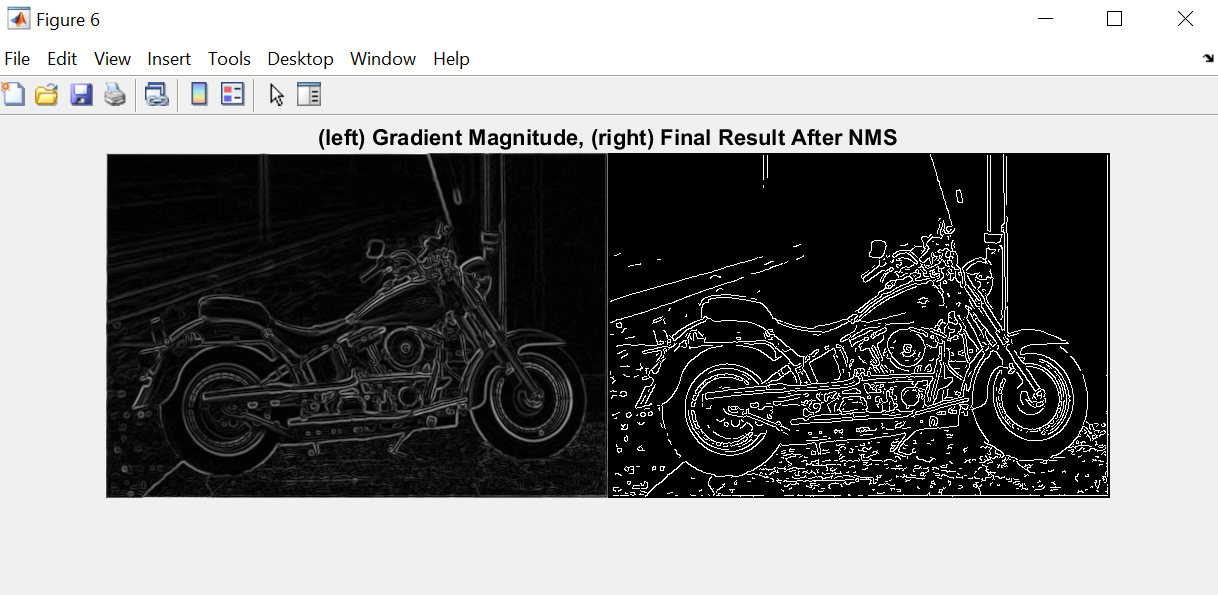 Figure 6
File Edit View Insert Tools Desktop Window Help
(left) Gradient Magnitude, (right) Final Result After NMS